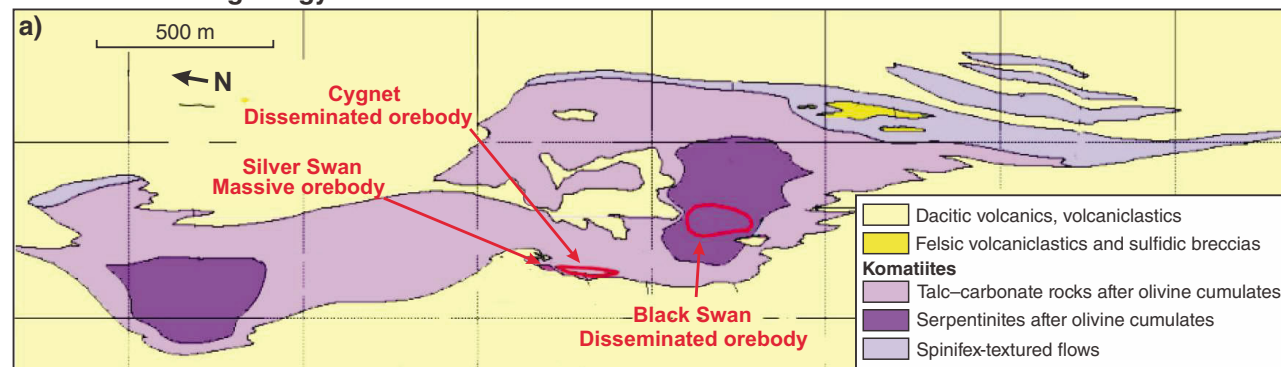 a)
500 m
N
Cygnet
Disseminated orebody
Silver Swan
Massive orebody
Black Swan
Disseminated orebody
Dacitic volcanics, volcaniclastics
Felsic volcaniclastics and sulfidic breccias
Komatiites
Talc–carbonate rocks after olivine cumulates
Serpentinites after olivine cumulates
Spinifex-textured flows